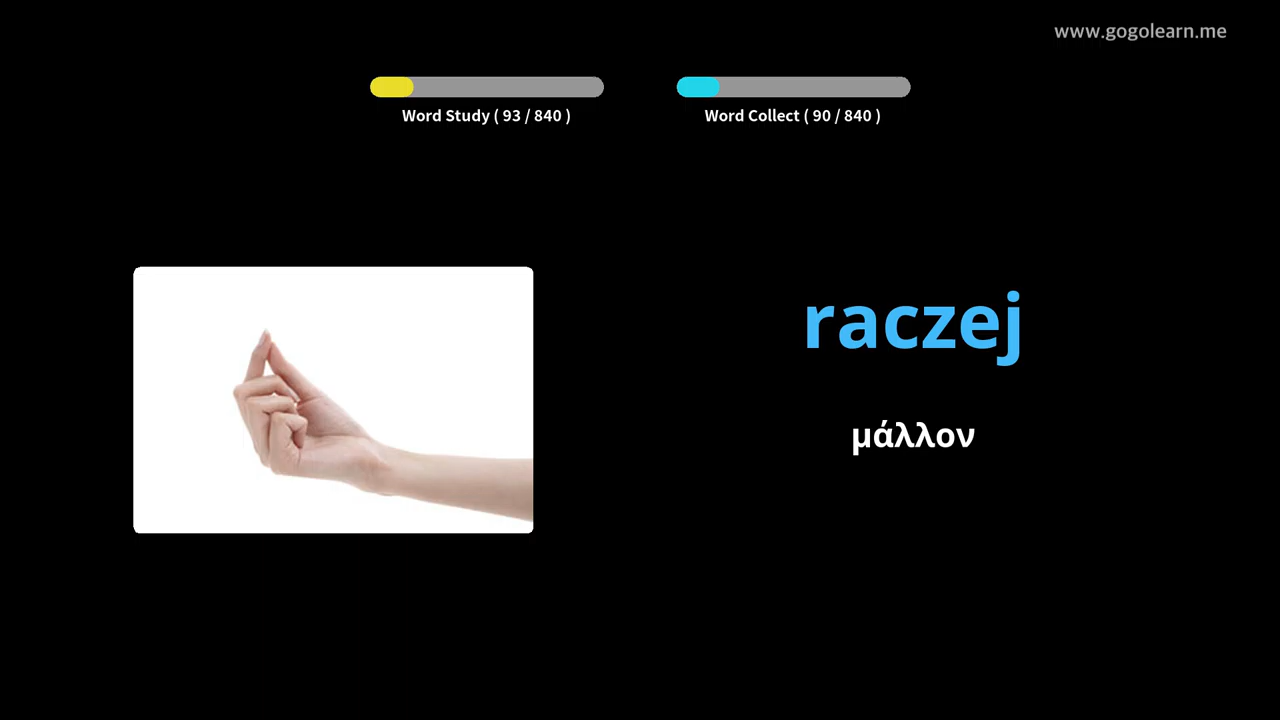 www.gogolearn.me
Word Study ( 93 / 840 )
Word Collect ( 90 / 840 )
raczej
μάλλον